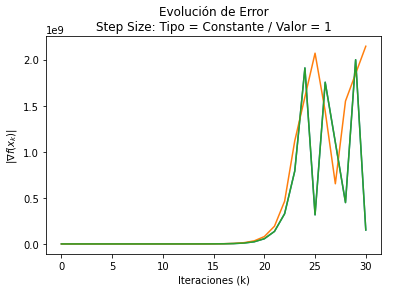 Evolución de Error
Step Size: Tipo = Constante / Valor = 1
1e9
2.0
1.5
1.0
0.5
0.0
|∇f(x_k)|
0 5 10 15 20 25 30
Iteraciones (k)